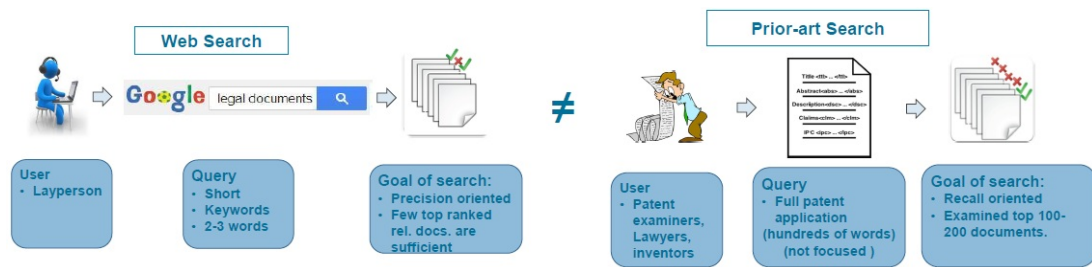 Web Search
Google legal documents
User
• Layperson
Query
• Short
• Keywords
• 2-3 words
Goal of search:
• Precision oriented
• Few top ranked
rel. docs. are
sufficient
≠
Prior-art Search
Title <ttl> ... </ttl>
Abstract<abs> ... </abs>
Description<dsc> ... </dsc>
Claims<clm> ... </clm>
IPC <ipc> ... </ipc>
User
• Patent
examiners,
Lawyers,
inventors
Query
• Full patent
application
(hundreds of words)
(not focused )
Goal of search:
• Recall oriented
• Examined top 100-
200 documents.